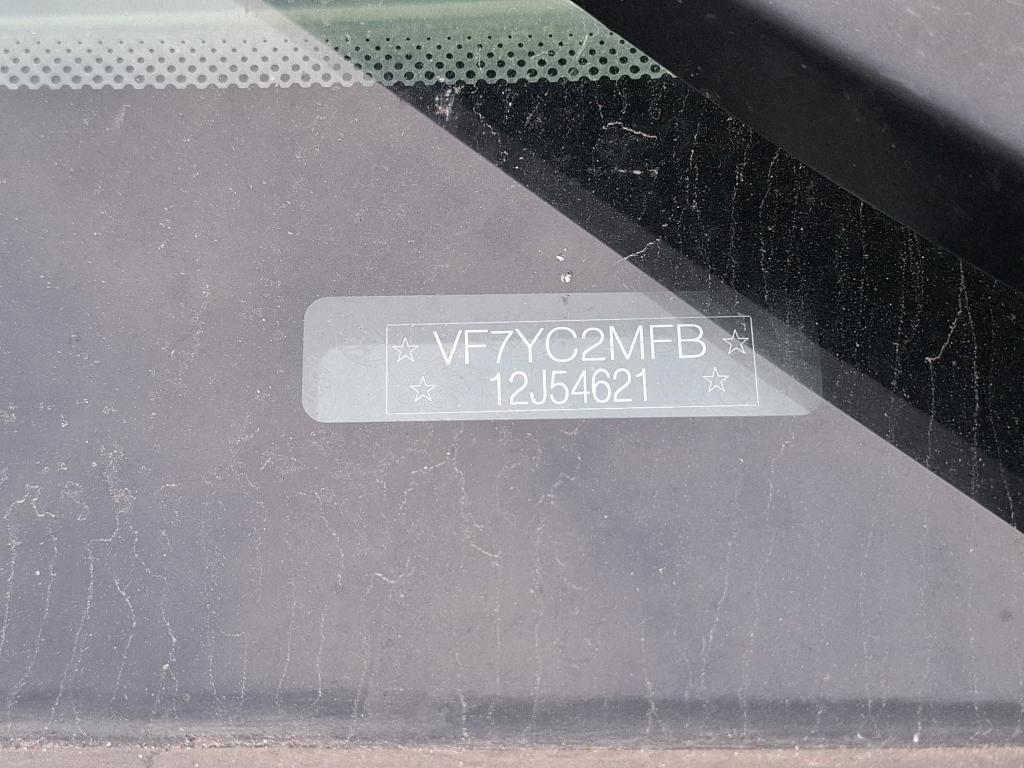 ☆ VF7YC2MFB ☆
☆ 12J54621 ☆